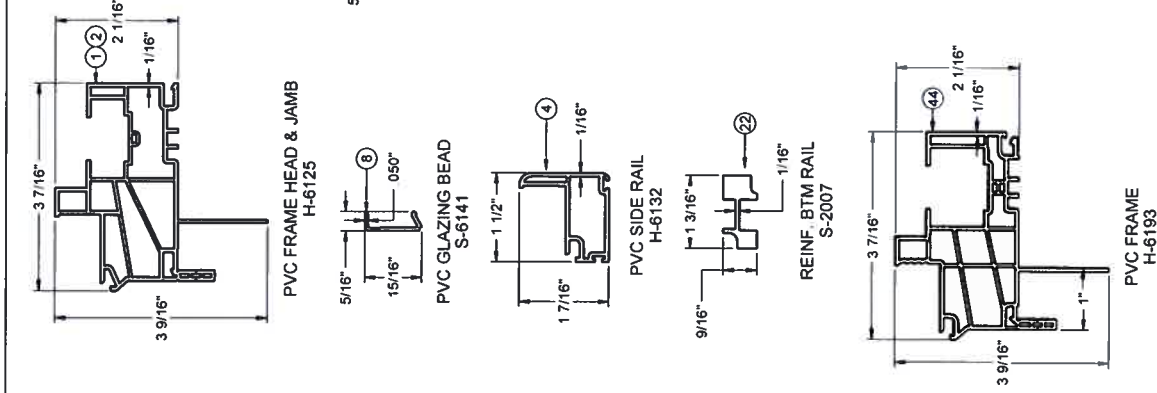 3 7/16"
1 2
2 1/16"
1/16"
3 9/16"
PVC FRAME HEAD & JAMB
H-6125
5
5/16"
8
050"
15/16"
PVC GLAZING BEAD
S-6141
1 1/2"
4
1/16"
1 7/16"
PVC SIDE RAIL
H-6132
1 3/16"
22
1/16"
9/16"
REINF. BTM RAIL
S-2007
3 7/16"
44
2 1/16"
1/16"
1"
3 9/16"
PVC FRAME
H-6193